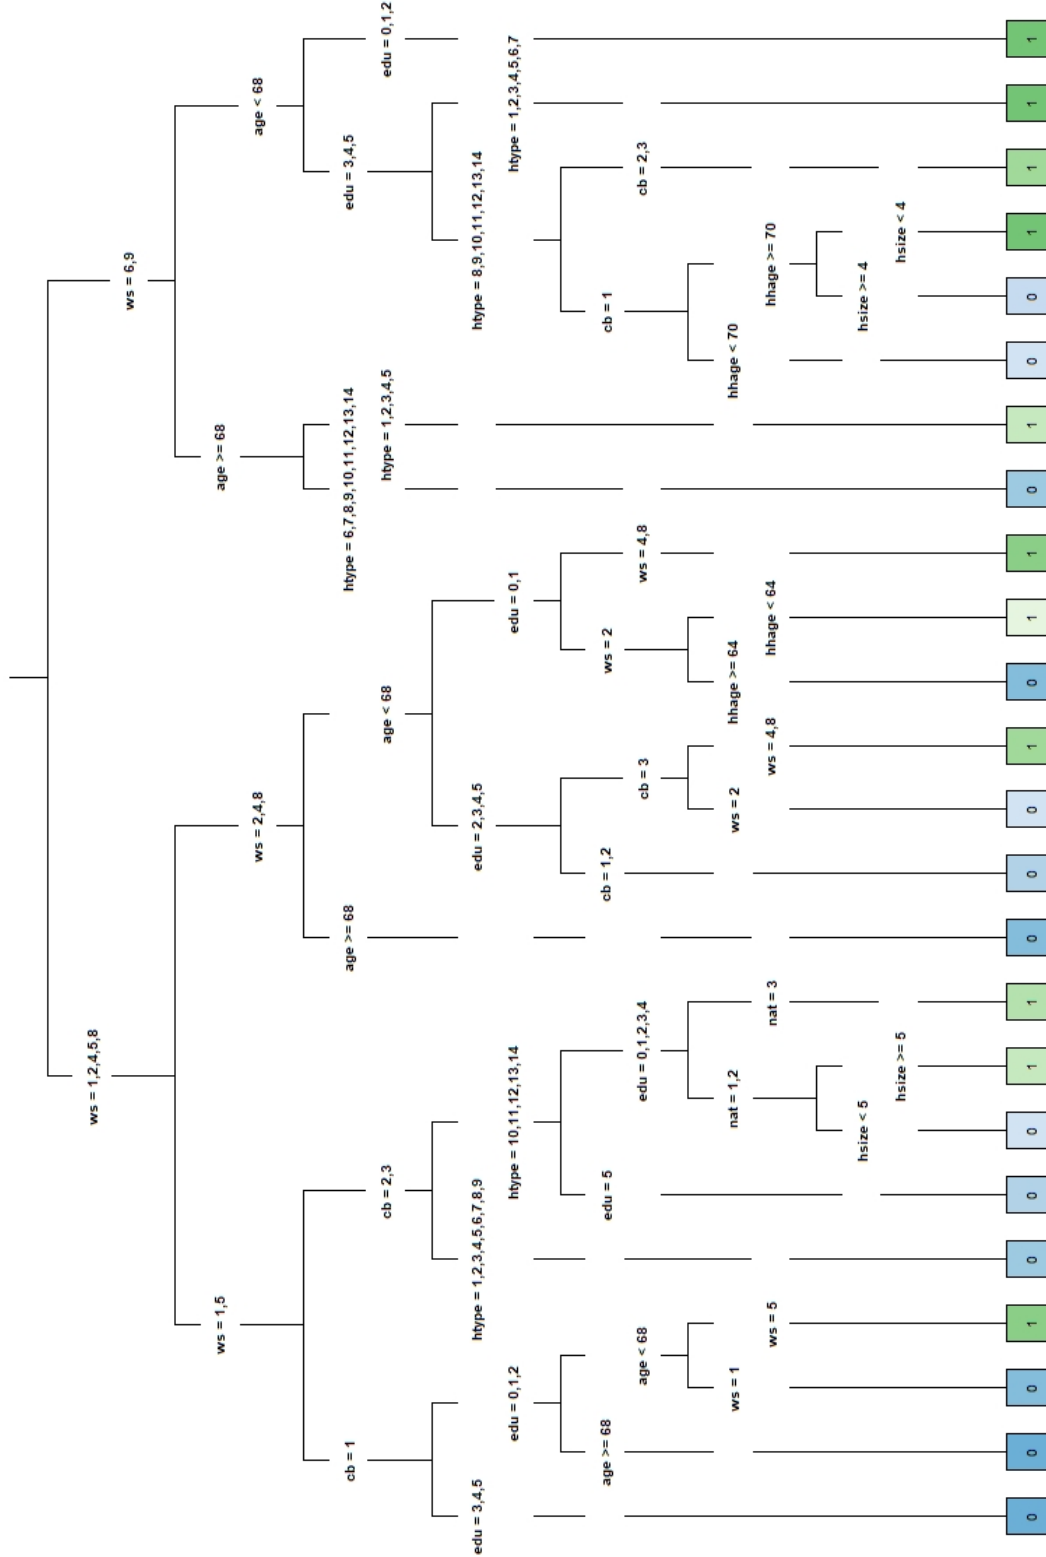 ws = 1,2,4,5,8
ws = 6,9
ws = 1,5
ws = 2,4,8
age >= 68
age < 68
cb = 1
cb = 2,3
age >= 68
age < 68
htype = 6,7,8,9,10,11,12,13,14
htype = 1,2,3,4,5
edu = 3,4,5
edu = 0,1,2
edu = 3,4,5
edu = 0,1,2
htype = 1,2,3,4,5,6,7,8,9
htype = 10,11,12,13,14
edu = 2,3,4,5
edu = 0,1
htype = 8,9,10,11,12,13,14
htype = 1,2,3,4,5,6,7
age >= 68
age < 68
edu = 5
edu = 0,1,2,3,4
cb = 1,2
cb = 3
ws = 2
ws = 4,8
cb = 1
cb = 2,3
ws = 1
ws = 5
nat = 1,2
nat = 3
ws = 2
ws = 4,8
hhage >= 64
hhage < 64
hhage < 70
hhage >= 70
hsize < 5
hsize >= 5
hsize >= 4
hsize < 4
0
0
0
1
0
0
0
1
1
0
0
0
1
0
1
1
0
1
0
0
1
1
1
1